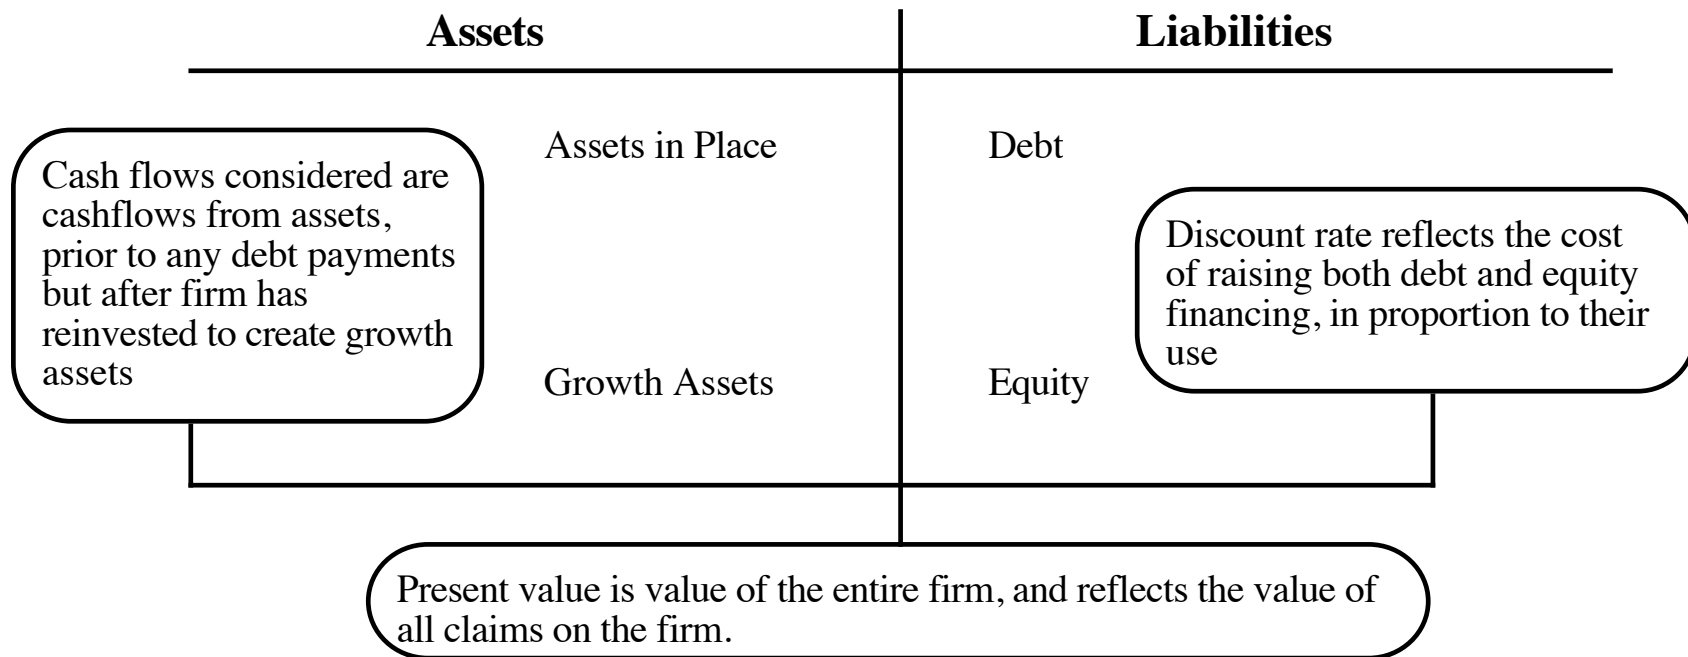 Assets
Liabilities
Assets in Place
Debt
Cash flows considered are
cashflows from assets,
prior to any debt payments
but after firm has
reinvested to create growth
assets
Discount rate reflects the cost
of raising both debt and equity
financing, in proportion to their
use
Growth Assets
Equity
Present value is value of the entire firm, and reflects the value of
all claims on the firm.